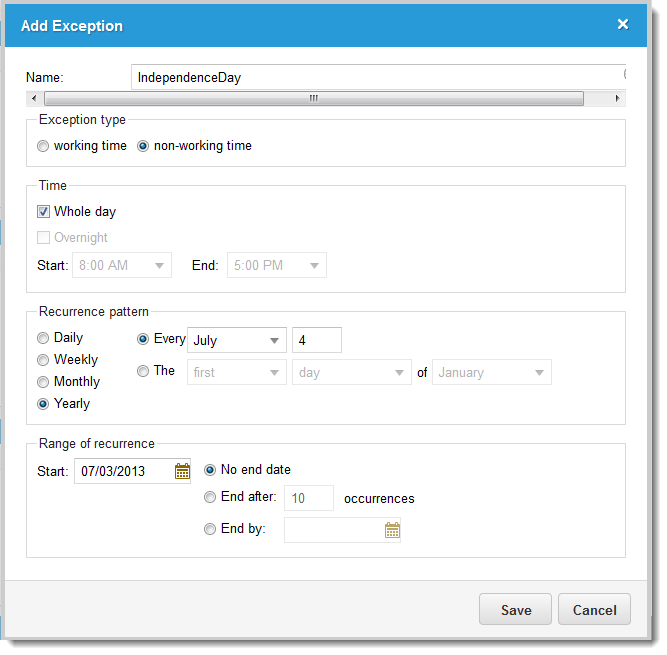 Add Exception
Name: IndependenceDay
Exception type
working time non-working time
Time
Whole day
Overnight
Start: 8:00 AM End: 5:00 PM
Recurrence pattern
Daily Every July 4
Weekly
The first day of January
Monthly
Yearly
Range of recurrence
Start: 07/03/2013 No end date
End after: 10 occurrences
End by:
Save Cancel